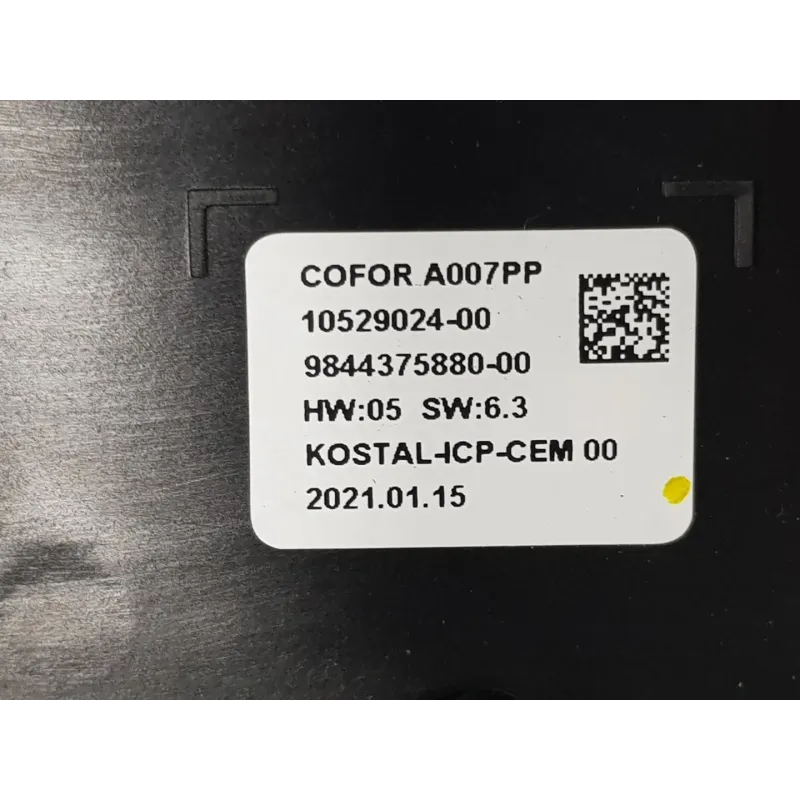 COFOR A007PP
10529024-00
9844375880-00
HW:05 SW:6.3
KOSTAL-ICP-CEM 00
2021.01.15